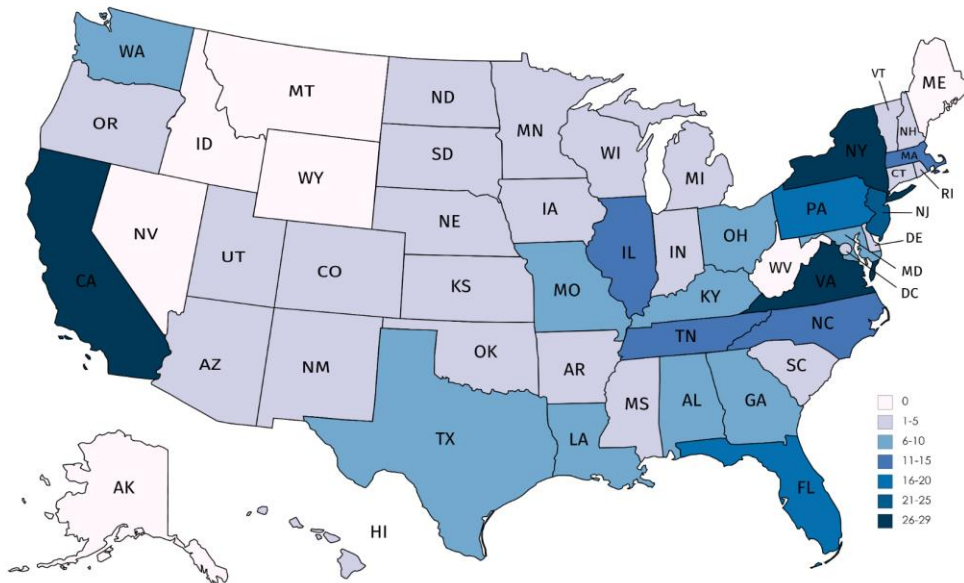 WA
MT
ND
MN
OR
ID
WY
SD
WI
MI
VT
NH
ME
NY
MA
CT
RI
NV
UT
CO
NE
IA
IL
IN
OH
PA
NJ
DE
MD
DC
CA
KS
MO
KY
WV
VA
AZ
NM
OK
AR
TN
NC
SC
TX
LA
MS
AL
GA
FL
AK
HI
0
1-5
6-10
11-15
16-20
21-25
26-29